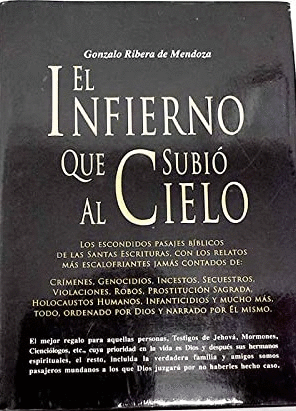 Gonzalo Ribera de Mendoza
EL
INFIERNO
QUE SUBIÓ
AL CIELO
LOS ESCONDIDOS PASAJES BÍBLICOS
DE LAS SANTAS ESCRITURAS, CON LOS RELATOS
MÁS ESCALOFRIANTES JAMÁS CONTADOS DE:
CRÍMENES, GENOCIDIOS, INCESTOS, SECUESTROS,
VIOLACIONES, ROBOS, PROSTITUCIÓN SAGRADA,
HOLOCAUSTOS HUMANOS, INFANTICIDIOS Y MUCHO MÁS,
TODO, ORDENADO POR DIOS Y NARRADO POR ÉL MISMO.
El mejor regalo para aquellas personas, Testigos de Jehová, Mormones,
Cienciólogos, etc., cuya prioridad en la vida es Dios y después sus hermanos
espirituales, el resto, incluida la verdadera familia y amigos somos
pasajeros mundanos a los que Dios juzgará por no haberles hecho caso.